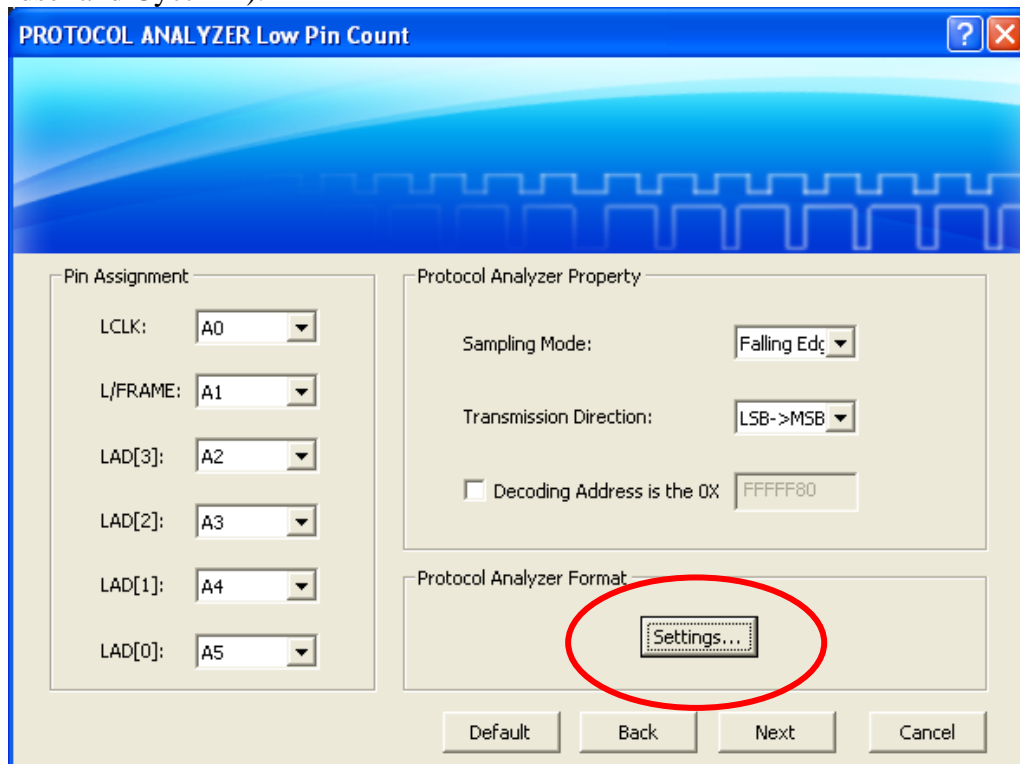 PROTOCOL ANALYZER Low Pin Count
Pin Assignment
LCLK: A0
L/FRAME: A1
LAD[3]: A2
LAD[2]: A3
LAD[1]: A4
LAD[0]: A5
Protocol Analyzer Property
Sampling Mode: Falling Edg
Transmission Direction: LSB->MSB
Decoding Address is the 0X FFFFF80
Protocol Analyzer Format
Settings...
Default Back Next Cancel